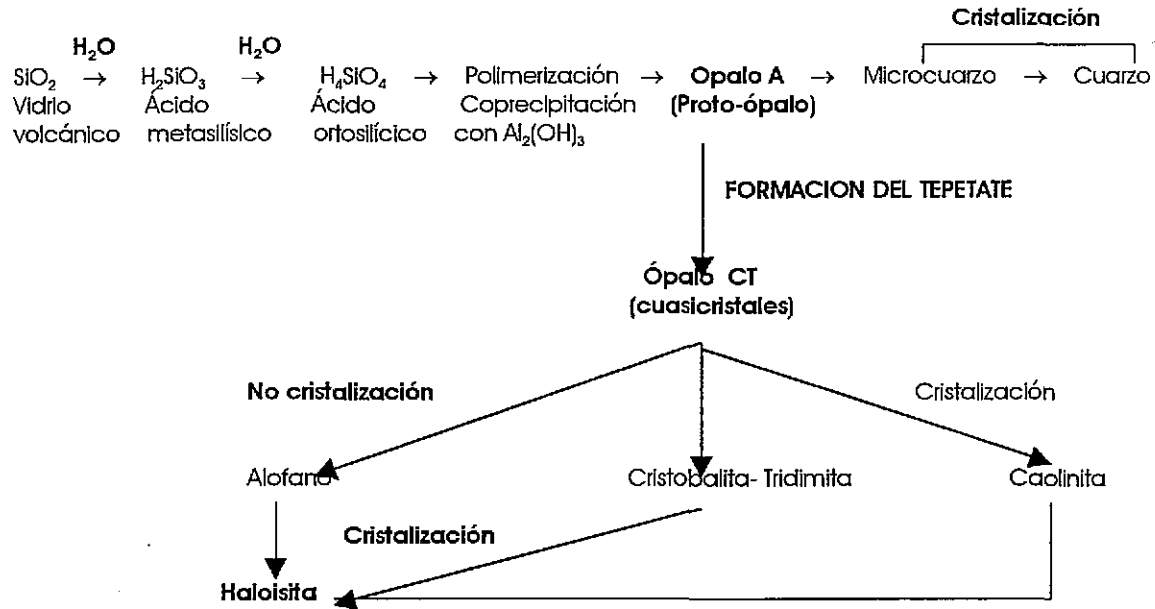 Cristalización
H₂O H₂O
SiO₂ → H₂SiO₃ → H₄SiO₄ → Polimerización → Opalo A → Microcuarzo → Cuarzo
Vidrio Ácido Ácido Coprecipitación (Proto-ópalo)
volcánico metasilísico ortosilícico con Al₂(OH)₃
FORMACION DEL TEPETATE
Ópalo CT
(cuasicristales)
No cristalización Cristalización
Alofano Cristobalita- Tridimita Caolinita
Cristalización
Haloisita